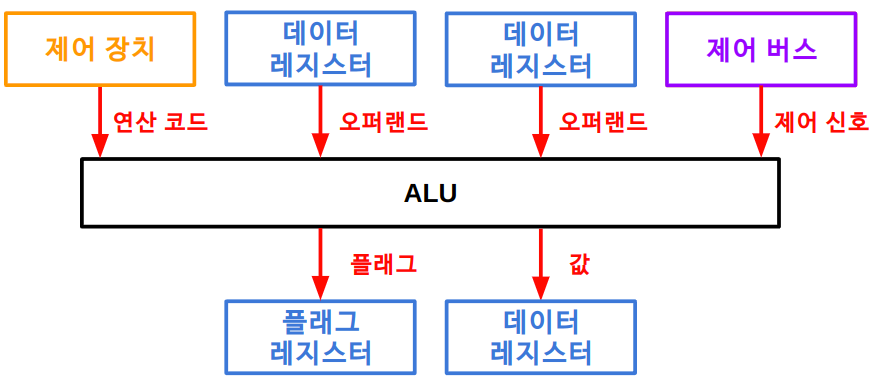 제어 장치
데이터
레지스터
데이터
레지스터
제어 버스
연산 코드
오퍼랜드
오퍼랜드
제어 신호
ALU
플래그
값
플래그
레지스터
데이터
레지스터